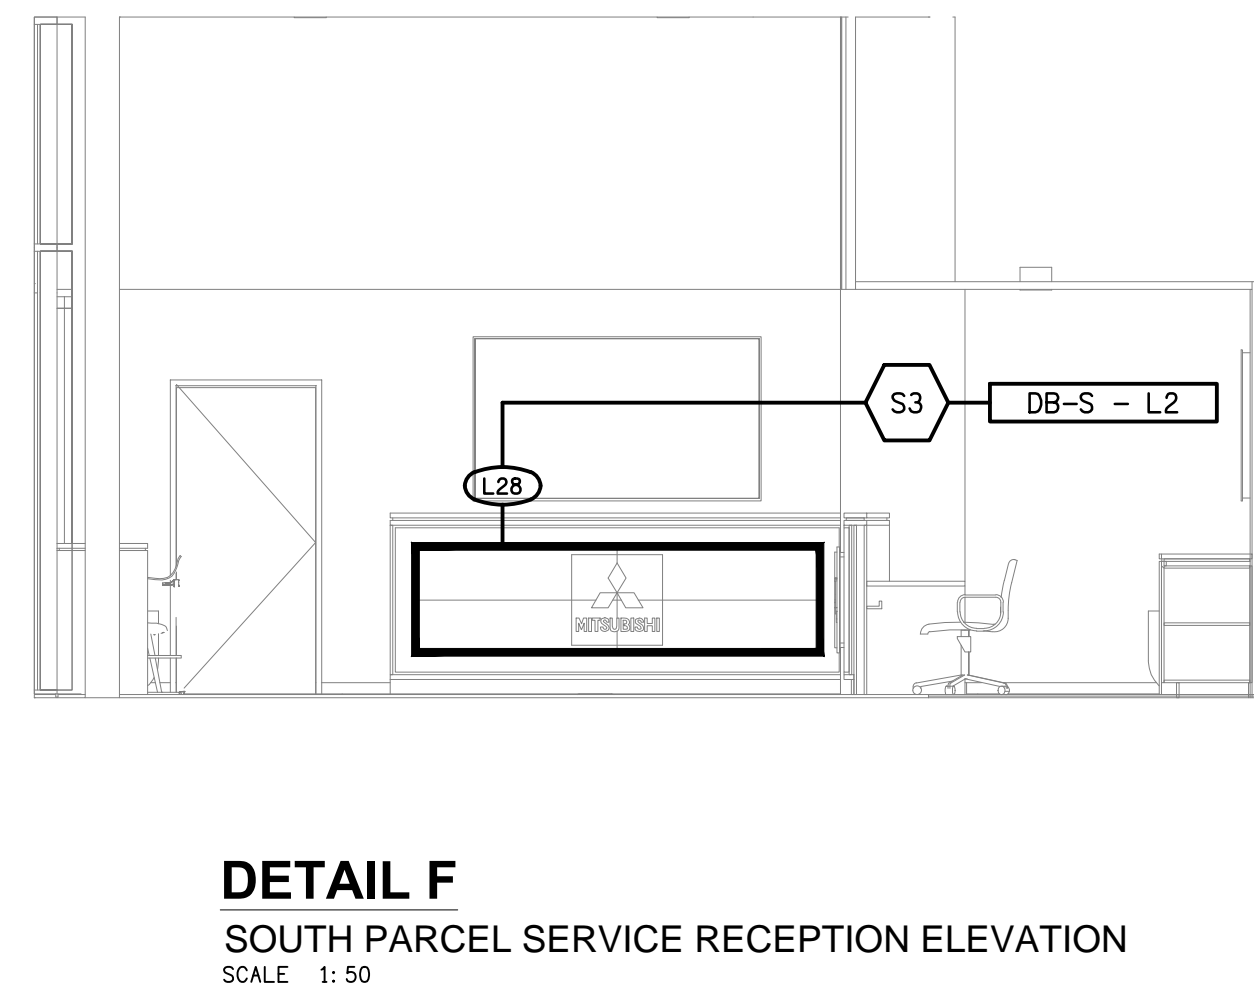 S3
DB-S - L2
L28
MITSUBISHI
DETAIL F
SOUTH PARCEL SERVICE RECEPTION ELEVATION
SCALE 1:50